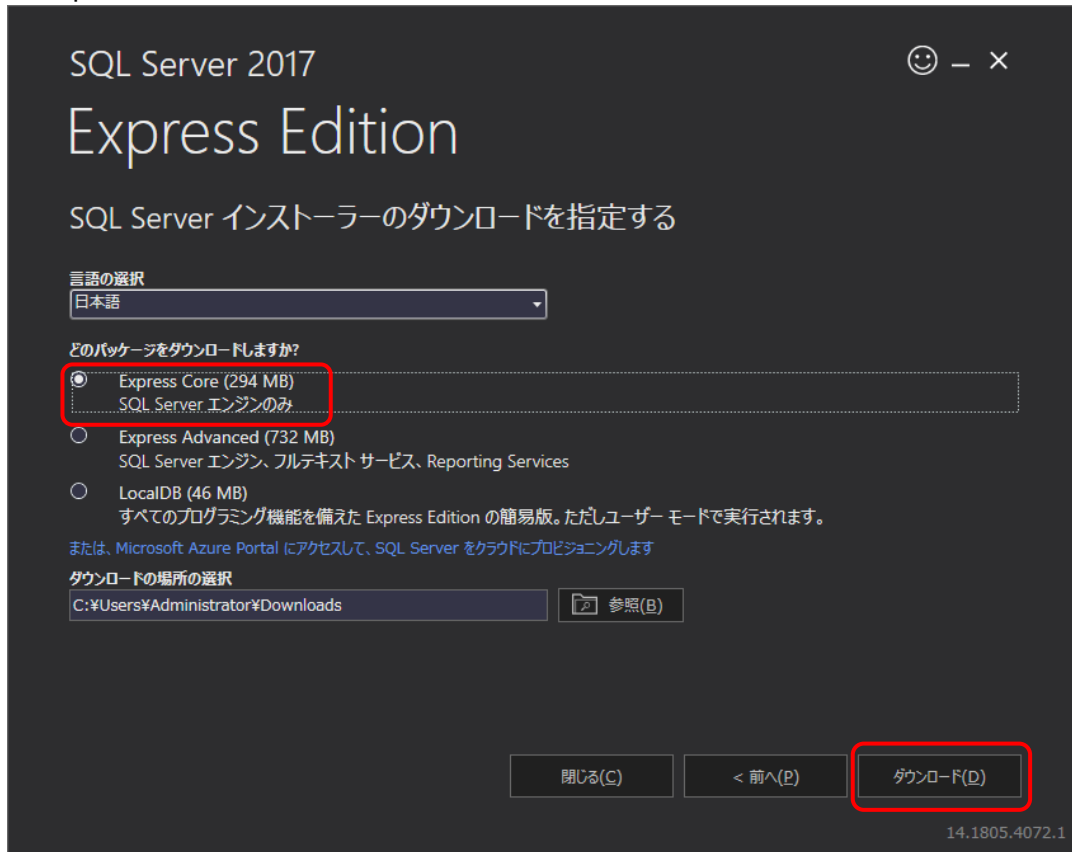 SQL Server 2017
Express Edition
SQL Server インストーラーのダウンロードを指定する
言語の選択
日本語
どのパッケージをダウンロードしますか?
Express Core (294 MB)
SQL Server エンジンのみ
Express Advanced (732 MB)
SQL Server エンジン、フルテキスト サービス、Reporting Services
LocalDB (46 MB)
すべてのプログラミング機能を備えた Express Edition の簡易版。ただしユーザー モードで実行されます。
または、Microsoft Azure Portal にアクセスして、SQL Server をクラウドにプロビジョニングします
ダウンロードの場所の選択
C:¥Users¥Administrator¥Downloads
参照(B)
閉じる(C)
< 前へ(P)
ダウンロード(D)
14.1805.4072.1